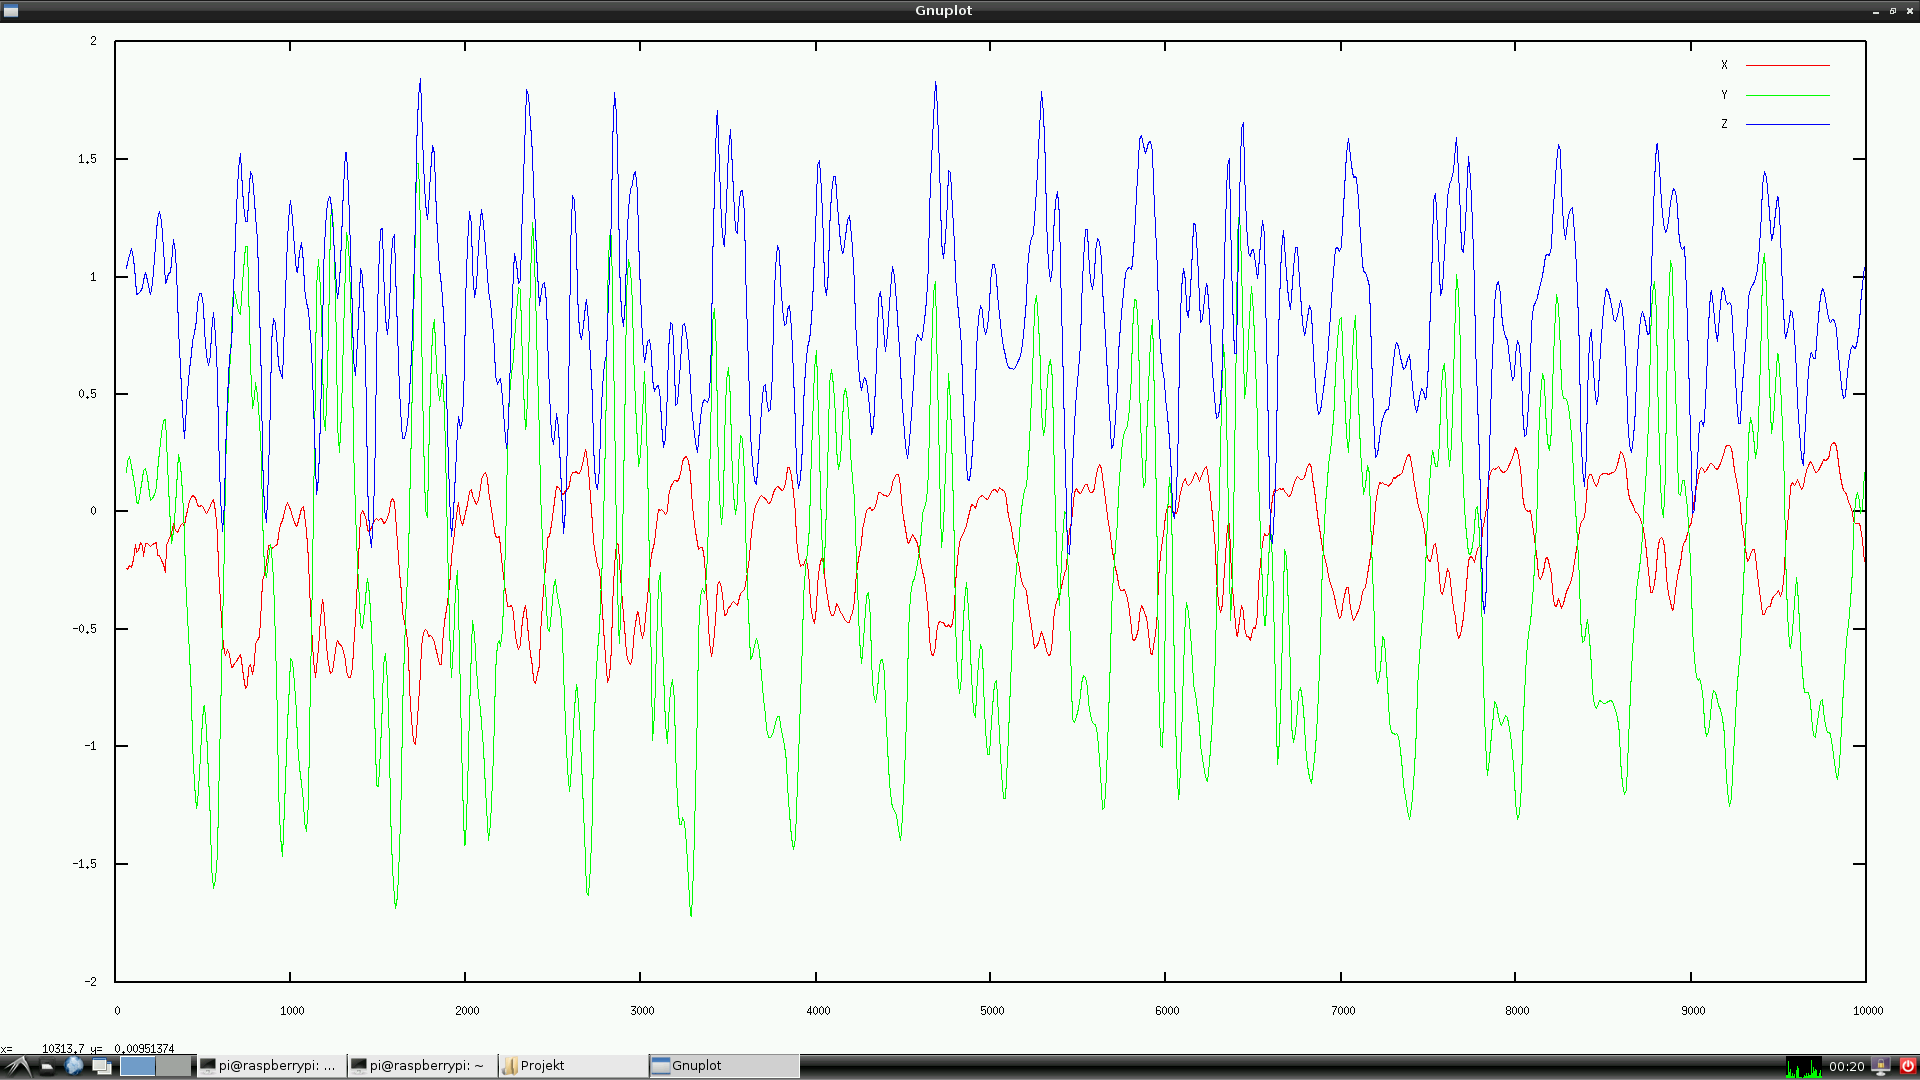 Gnuplot
2
1.5
1
0.5
0
-0.5
-1
-1.5
-2
X
Y
Z
0 1000 2000 3000 4000 5000 6000 7000 8000 9000 10000
x= 10313.7 y= 0.00951374
pi@raspberrypi: ... pi@raspberrypi: ~ Projekt Gnuplot 00:20